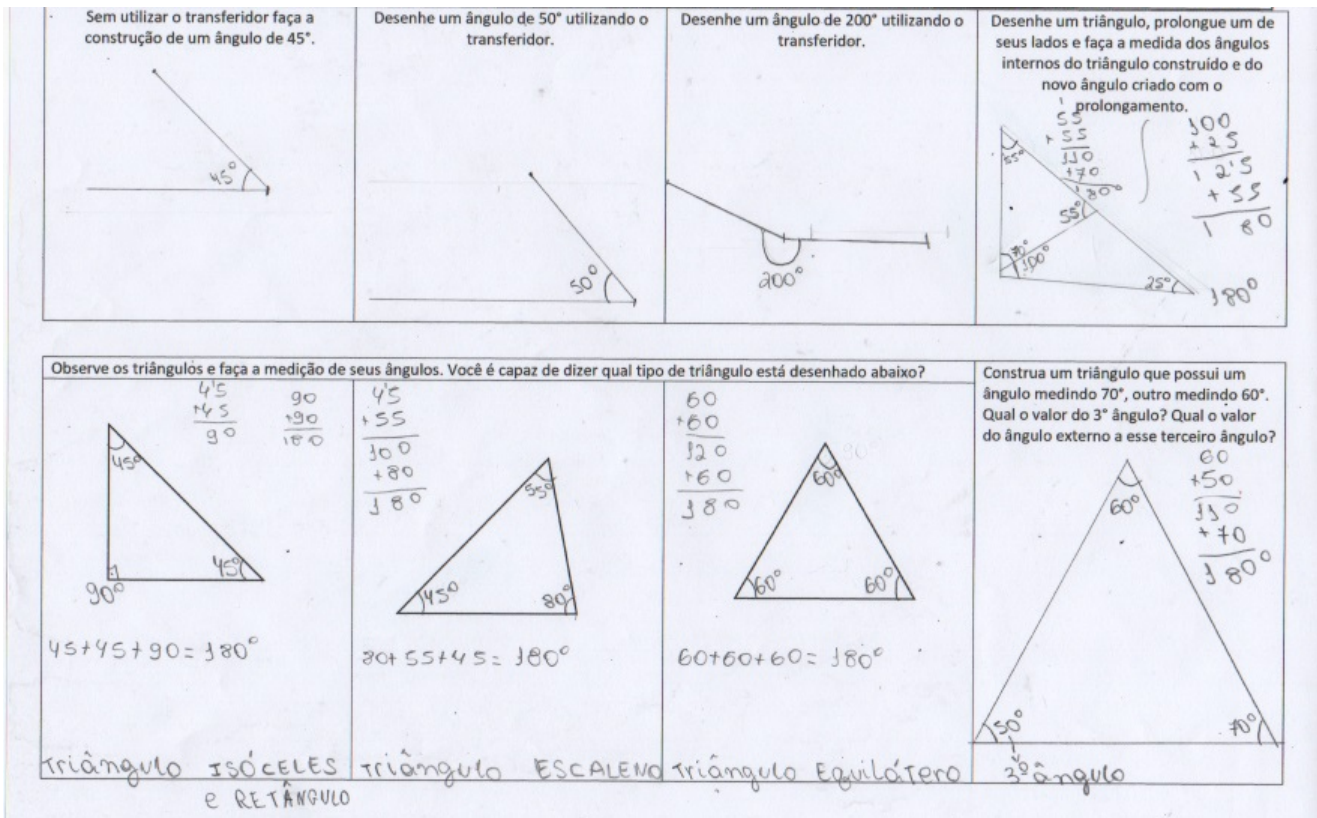 Sem utilizar o transferidor faça a
construção de um ângulo de 45°.
45°
Desenhe um ângulo de 50° utilizando o
transferidor.
50°
Desenhe um ângulo de 200° utilizando o
transferidor.
200°
Desenhe um triângulo, prolongue um de
seus lados e faça a medida dos ângulos
internos do triângulo construído e do
novo ângulo criado com o
prolongamento.
1
55
+ 55
110
+70
180°
100
+ 25
125
+ 55
180
55°
55°
70°
100°
25°
180°
Observe os triângulos e faça a medição de seus ângulos. Você é capaz de dizer qual tipo de triângulo está desenhado abaixo?
45
+45
90
90
+90
180
45°
90°
45°
45+45+90=180°
Triângulo ISÓCELES
e RETÂNGULO
45
+55
100
+80
180
55°
45°
80°
80+55+45=180°
Triângulo ESCALENO
60
+60
120
+60
180
60°
60°
60°
60+60+60=180°
Triângulo Equilátero
Construa um triângulo que possui um
ângulo medindo 70°, outro medindo 60°.
Qual o valor do 3° ângulo? Qual o valor
do ângulo externo a esse terceiro ângulo?
60
+50
110
+70
180°
60°
50°
70°
3º ângulo